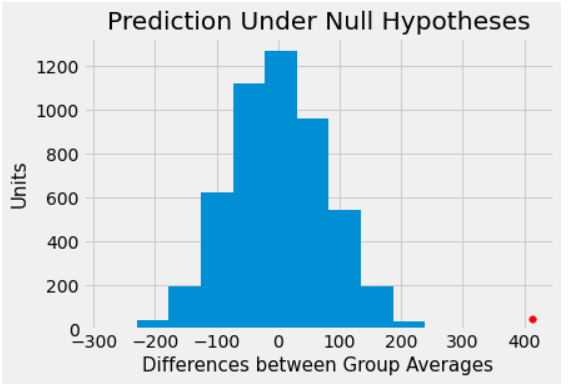 Prediction Under Null Hypotheses
1200
1000
800
600
400
200
0
Units
−300 −200 −100 0 100 200 300 400
Differences between Group Averages